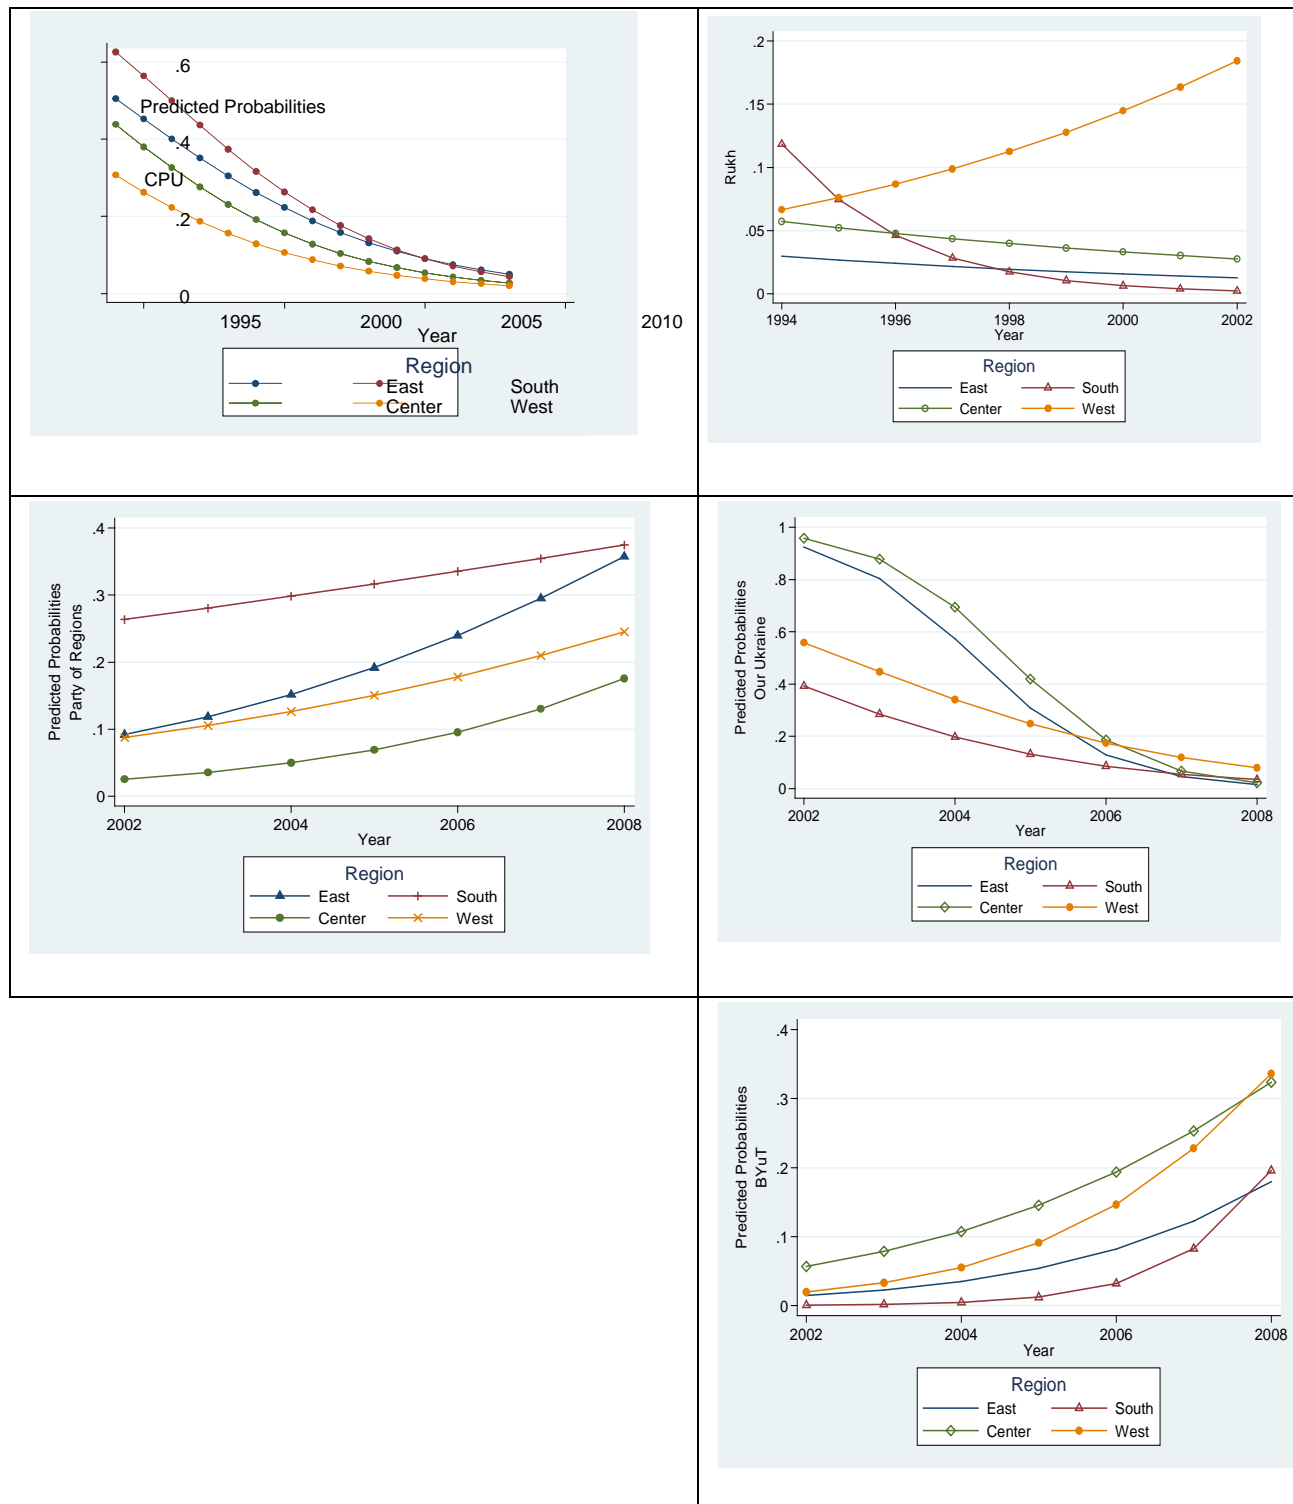 .6
Predicted Probabilities
.4
CPU
.2
0
1995 2000 2005 2010
Year
Region
East South
Center West
.2
.15
.1
.05
0
Rukh
1994 1996 1998 2000 2002
Year
Region
East South
Center West
.4
.3
.2
.1
0
Predicted Probabilities
Party of Regions
2002 2004 2006 2008
Year
Region
East South
Center West
1
.8
.6
.4
.2
0
Predicted Probabilities
Our Ukraine
2002 2004 2006 2008
Year
Region
East South
Center West
.4
.3
.2
.1
0
Predicted Probabilities
BYuT
2002 2004 2006 2008
Year
Region
East South
Center West